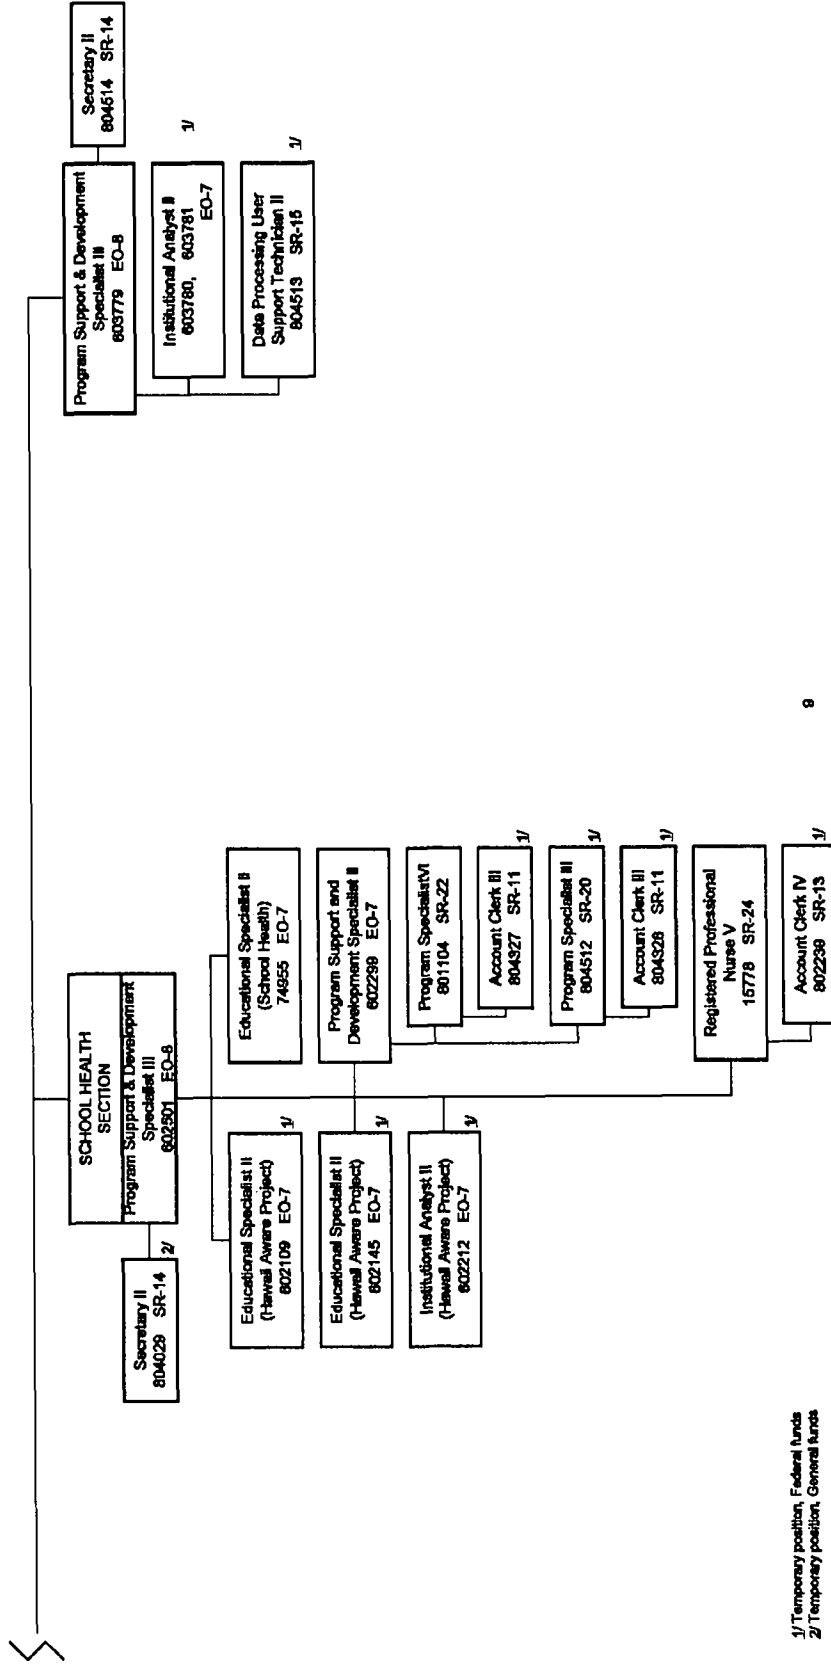 SCHOOL HEALTH
SECTION
Program Support & Development
Specialist III
602501 EO-8
Secretary II
804029 SR-14
2/
Educational Specialist II
(Hawaii Aware Project)
602109 EO-7
1/
Educational Specialist II
(Hawaii Aware Project)
602145 EO-7
1/
Institutional Analyst II
(Hawaii Aware Project)
602212 EO-7
1/
Educational Specialist II
(School Health)
74955 EO-7
Program Support and
Development Specialist II
602299 EO-7
Program SpecialistVI
801104 SR-22
Account Clerk III
804327 SR-11
1/
Program Specialist III
804512 SR-20
1/
Account Clerk III
804328 SR-11
1/
Registered Professional
Nurse V
15778 SR-24
Account Clerk IV
802239 SR-13
1/
Program Support & Development
Specialist III
603779 EO-8
Secretary II
804514 SR-14
Institutional Analyst II
603780, 603781
EO-7
1/
Data Processing User
Support Technician II
804513 SR-15
1/
1/ Temporary position, Federal funds
2/ Temporary position, General funds
9